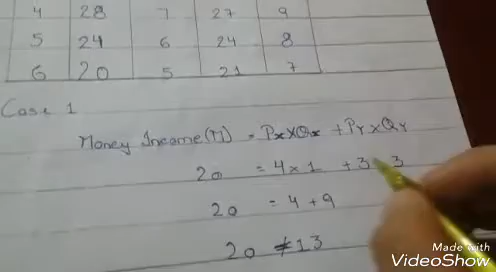 4 28 7 27 9
5 24 6 24 8
6 20 5 21 7
Case 1
Money Income(M) = Px×Qx + Py×Qy
20 = 4×1 + 3 3
20 = 4+9
20 ≠ 13
Made with
VideoShow